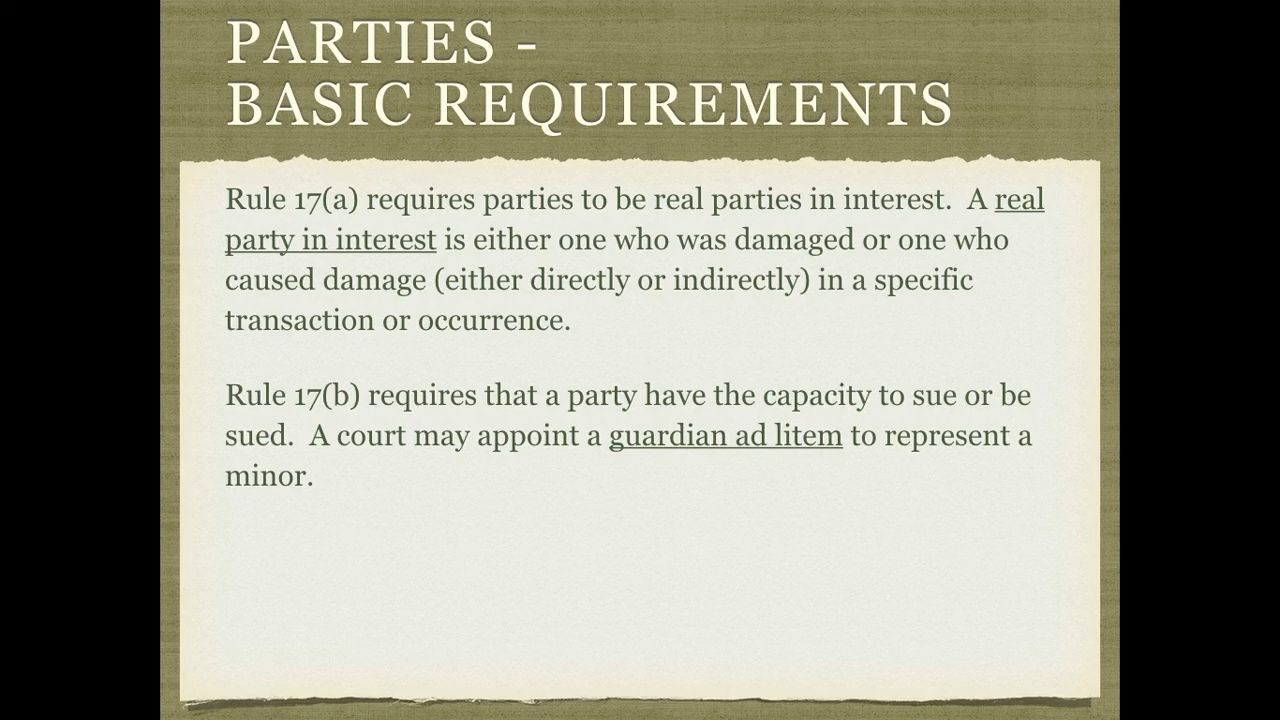 PARTIES -
BASIC REQUIREMENTS
Rule 17(a) requires parties to be real parties in interest.  A real
party in interest is either one who was damaged or one who
caused damage (either directly or indirectly) in a specific
transaction or occurrence.
Rule 17(b) requires that a party have the capacity to sue or be
sued.  A court may appoint a guardian ad litem to represent a
minor.